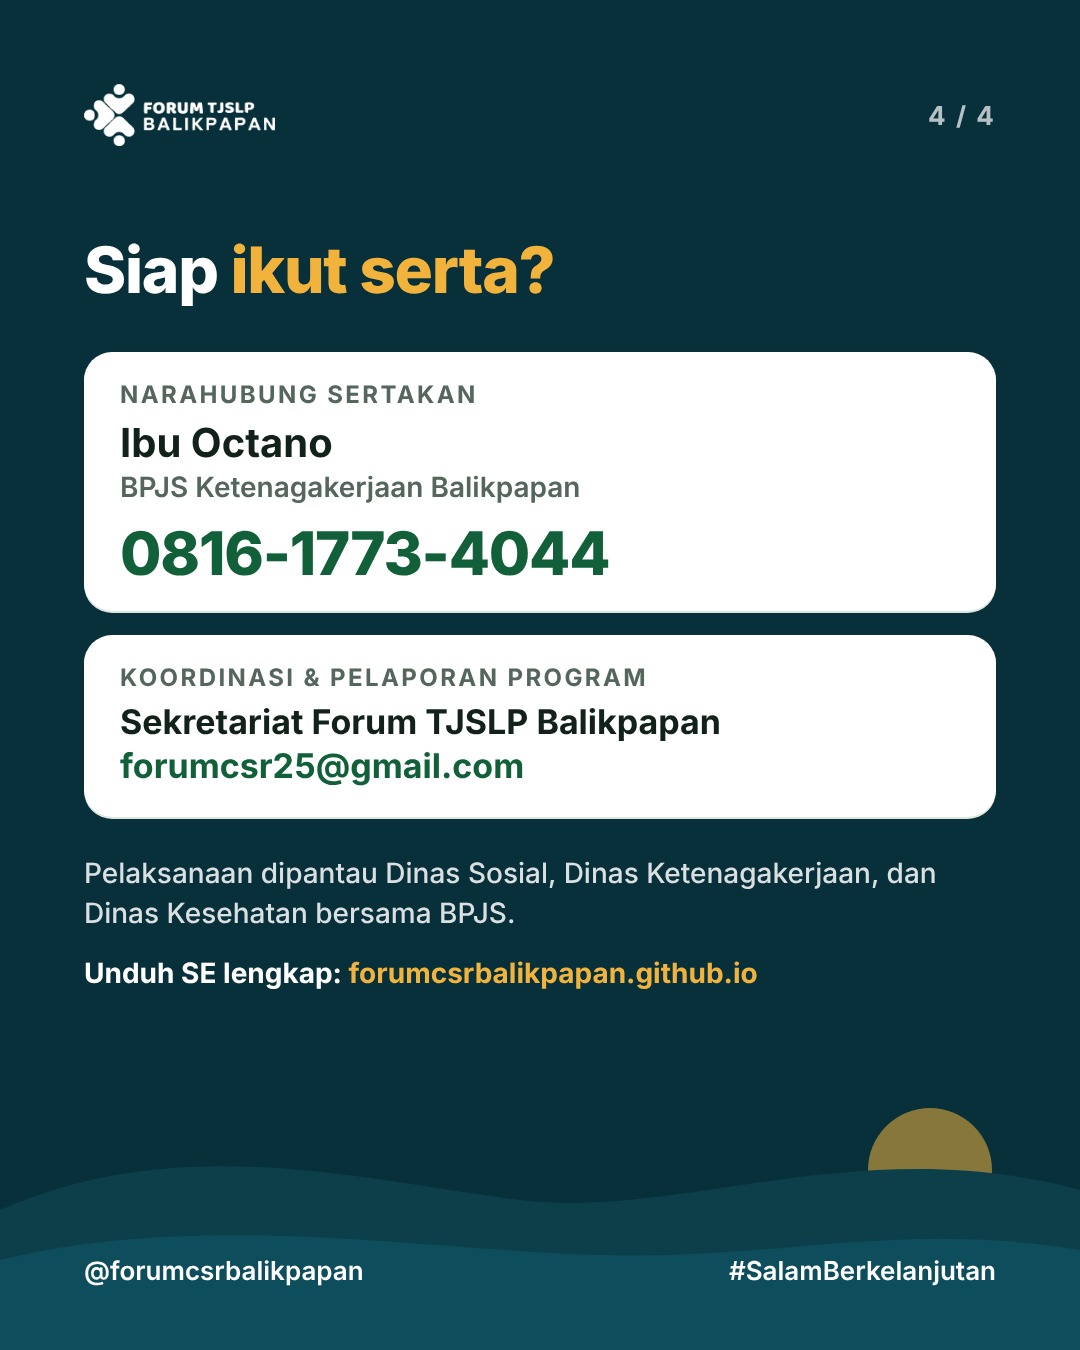 FORUM TJSLP
BALIKPAPAN
4 / 4
Siap ikut serta?
NARAHUBUNG SERTAKAN
Ibu Octano
BPJS Ketenagakerjaan Balikpapan
0816-1773-4044
KOORDINASI & PELAPORAN PROGRAM
Sekretariat Forum TJSLP Balikpapan
forumcsr25@gmail.com
Pelaksanaan dipantau Dinas Sosial, Dinas Ketenagakerjaan, dan
Dinas Kesehatan bersama BPJS.
Unduh SE lengkap: forumcsrbalikpapan.github.io
@forumcsrbalikpapan
#SalamBerkelanjutan